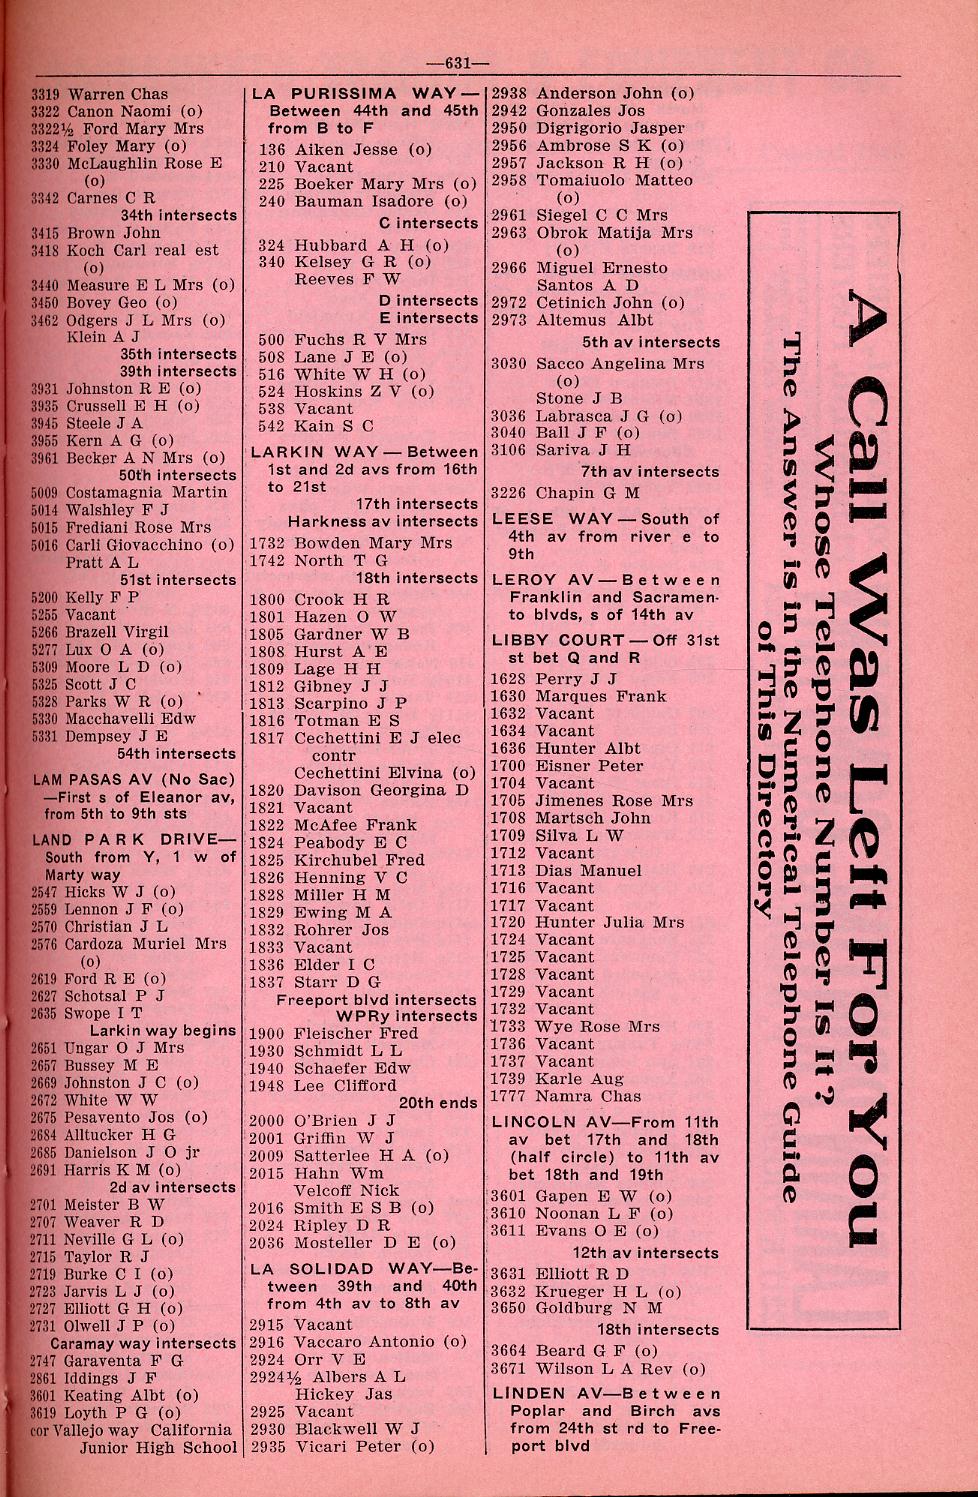 —631—
3319 Warren Chas
3322 Canon Naomi (o)
3322½ Ford Mary Mrs
3324 Foley Mary (o)
3330 McLaughlin Rose E
(o)
3342 Carnes C R
34th intersects
3415 Brown John
3418 Koch Carl real est
(o)
3440 Measure E L Mrs (o)
3450 Bovey Geo (o)
3462 Odgers J L Mrs (o)
Klein A J
35th intersects
39th intersects
3931 Johnston R E (o)
3935 Crussell E H (o)
3945 Steele J A
3955 Kern A G (o)
3961 Becker A N Mrs (o)
50th intersects
5009 Costamagnia Martin
5014 Walshley F J
5015 Frediani Rose Mrs
5016 Carli Giovacchino (o)
Pratt A L
51st intersects
5200 Kelly F P
5255 Vacant
5266 Brazell Virgil
5277 Lux O A (o)
5309 Moore L D (o)
5325 Scott J C
5328 Parks W R (o)
5330 Macchavelli Edw
5331 Dempsey J E
54th intersects
LAM PASAS AV (No Sac)
—First s of Eleanor av,
from 5th to 9th sts
LAND PARK DRIVE—
South from Y, 1 w of
Marty way
2547 Hicks W J (o)
2559 Lennon J F (o)
2570 Christian J L
2576 Cardoza Muriel Mrs
(o)
2619 Ford R E (o)
2627 Schotsal P J
2635 Swope I T
Larkin way begins
2651 Ungar O J Mrs
2657 Bussey M E
2669 Johnston J C (o)
2672 White W W
2675 Pesavento Jos (o)
2684 Alltucker H G
2685 Danielson J O jr
2691 Harris K M (o)
2d av intersects
2701 Meister B W
2707 Weaver R D
2711 Neville G L (o)
2715 Taylor R J
2719 Burke C I (o)
2723 Jarvis L J (o)
2727 Elliott G H (o)
2731 Olwell J P (o)
Caramay way intersects
2747 Garaventa F G
2861 Iddings J F
3601 Keating Albt (o)
3619 Loyth P G (o)
cor Vallejo way California
Junior High School
LA PURISSIMA WAY—
Between 44th and 45th
from B to F
136 Aiken Jesse (o)
210 Vacant
225 Boeker Mary Mrs (o)
240 Bauman Isadore (o)
C intersects
324 Hubbard A H (o)
340 Kelsey G R (o)
Reeves F W
D intersects
E intersects
500 Fuchs R V Mrs
508 Lane J E (o)
516 White W H (o)
524 Hoskins Z V (o)
538 Vacant
542 Kain S C
LARKIN WAY—Between
1st and 2d avs from 16th
to 21st
17th intersects
Harkness av intersects
1732 Bowden Mary Mrs
1742 North T G
18th intersects
1800 Crook H R
1801 Hazen O W
1805 Gardner W B
1808 Hurst A E
1809 Lage H H
1812 Gibney J J
1813 Scarpino J P
1816 Totman E S
1817 Cechettini E J elec
contr
Cechettini Elvina (o)
1820 Davison Georgina D
1821 Vacant
1822 McAfee Frank
1824 Peabody E C
1825 Kirchubel Fred
1826 Henning V C
1828 Miller H M
1829 Ewing M A
1832 Rohrer Jos
1833 Vacant
1836 Elder I C
1837 Starr D G
Freeport blvd intersects
WPRy intersects
1900 Fleischer Fred
1930 Schmidt L L
1940 Schaefer Edw
1948 Lee Clifford
20th ends
2000 O'Brien J J
2001 Griffin W J
2009 Satterlee H A (o)
2015 Hahn Wm
Velcoff Nick
2016 Smith E S B (o)
2024 Ripley D R
2036 Mosteller D E (o)
LA SOLIDAD WAY—Be-
tween 39th and 40th
from 4th av to 8th av
2915 Vacant
2916 Vaccaro Antonio (o)
2924 Orr V E
2924½ Albers A L
Hickey Jas
2925 Vacant
2930 Blackwell W J
2935 Vicari Peter (o)
2938 Anderson John (o)
2942 Gonzales Jos
2950 Digrigorio Jasper
2956 Ambrose S K (o)
2957 Jackson R H (o)
2958 Tomaiuolo Matteo
(o)
2961 Siegel C C Mrs
2963 Obrok Matija Mrs
(o)
2966 Miguel Ernesto
Santos A D
2972 Cetinich John (o)
2973 Altemus Albt
5th av intersects
3030 Sacco Angelina Mrs
(o)
Stone J B
3036 Labrasca J G (o)
3040 Ball J F (o)
3106 Sariva J H
7th av intersects
3226 Chapin G M
LEESE WAY—South of
4th av from river e to
9th
LEROY AV—Between
Franklin and Sacramen-
to blvds, s of 14th av
LIBBY COURT—Off 31st
st bet Q and R
1628 Perry J J
1630 Marques Frank
1632 Vacant
1634 Vacant
1636 Hunter Albt
1700 Eisner Peter
1704 Vacant
1705 Jimenes Rose Mrs
1708 Martsch John
1709 Silva L W
1712 Vacant
1713 Dias Manuel
1716 Vacant
1717 Vacant
1720 Hunter Julia Mrs
1724 Vacant
1725 Vacant
1728 Vacant
1729 Vacant
1732 Vacant
1733 Wye Rose Mrs
1736 Vacant
1737 Vacant
1739 Karle Aug
1777 Namra Chas
LINCOLN AV—From 11th
av bet 17th and 18th
(half circle) to 11th av
bet 18th and 19th
3601 Gapen E W (o)
3610 Noonan L F (o)
3611 Evans O E (o)
12th av intersects
3631 Elliott R D
3632 Krueger H L (o)
3650 Goldburg N M
18th intersects
3664 Beard G F (o)
3671 Wilson L A Rev (o)
LINDEN AV—Between
Poplar and Birch avs
from 24th st rd to Free-
port blvd
A Call Was Left For You
Whose Telephone Number Is It?
The Answer is in the Numerical Telephone Guide
of This Directory